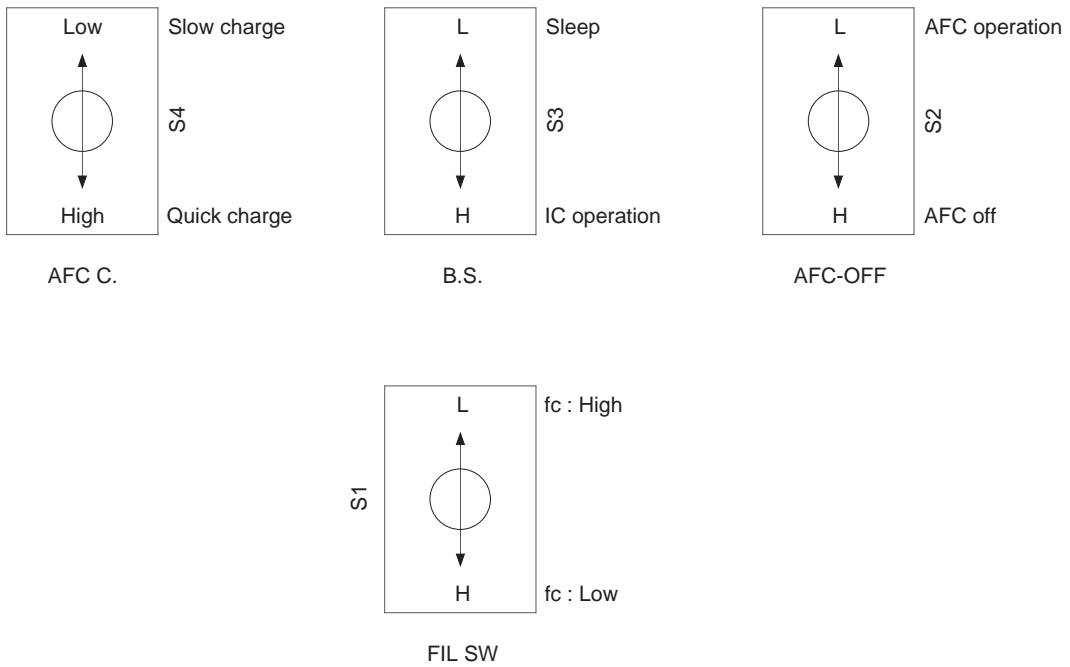 Low
Slow charge
S4
High
Quick charge
AFC C.
L
Sleep
S3
H
IC operation
B.S.
L
AFC operation
S2
H
AFC off
AFC-OFF
L
fc : High
S1
H
fc : Low
FIL SW